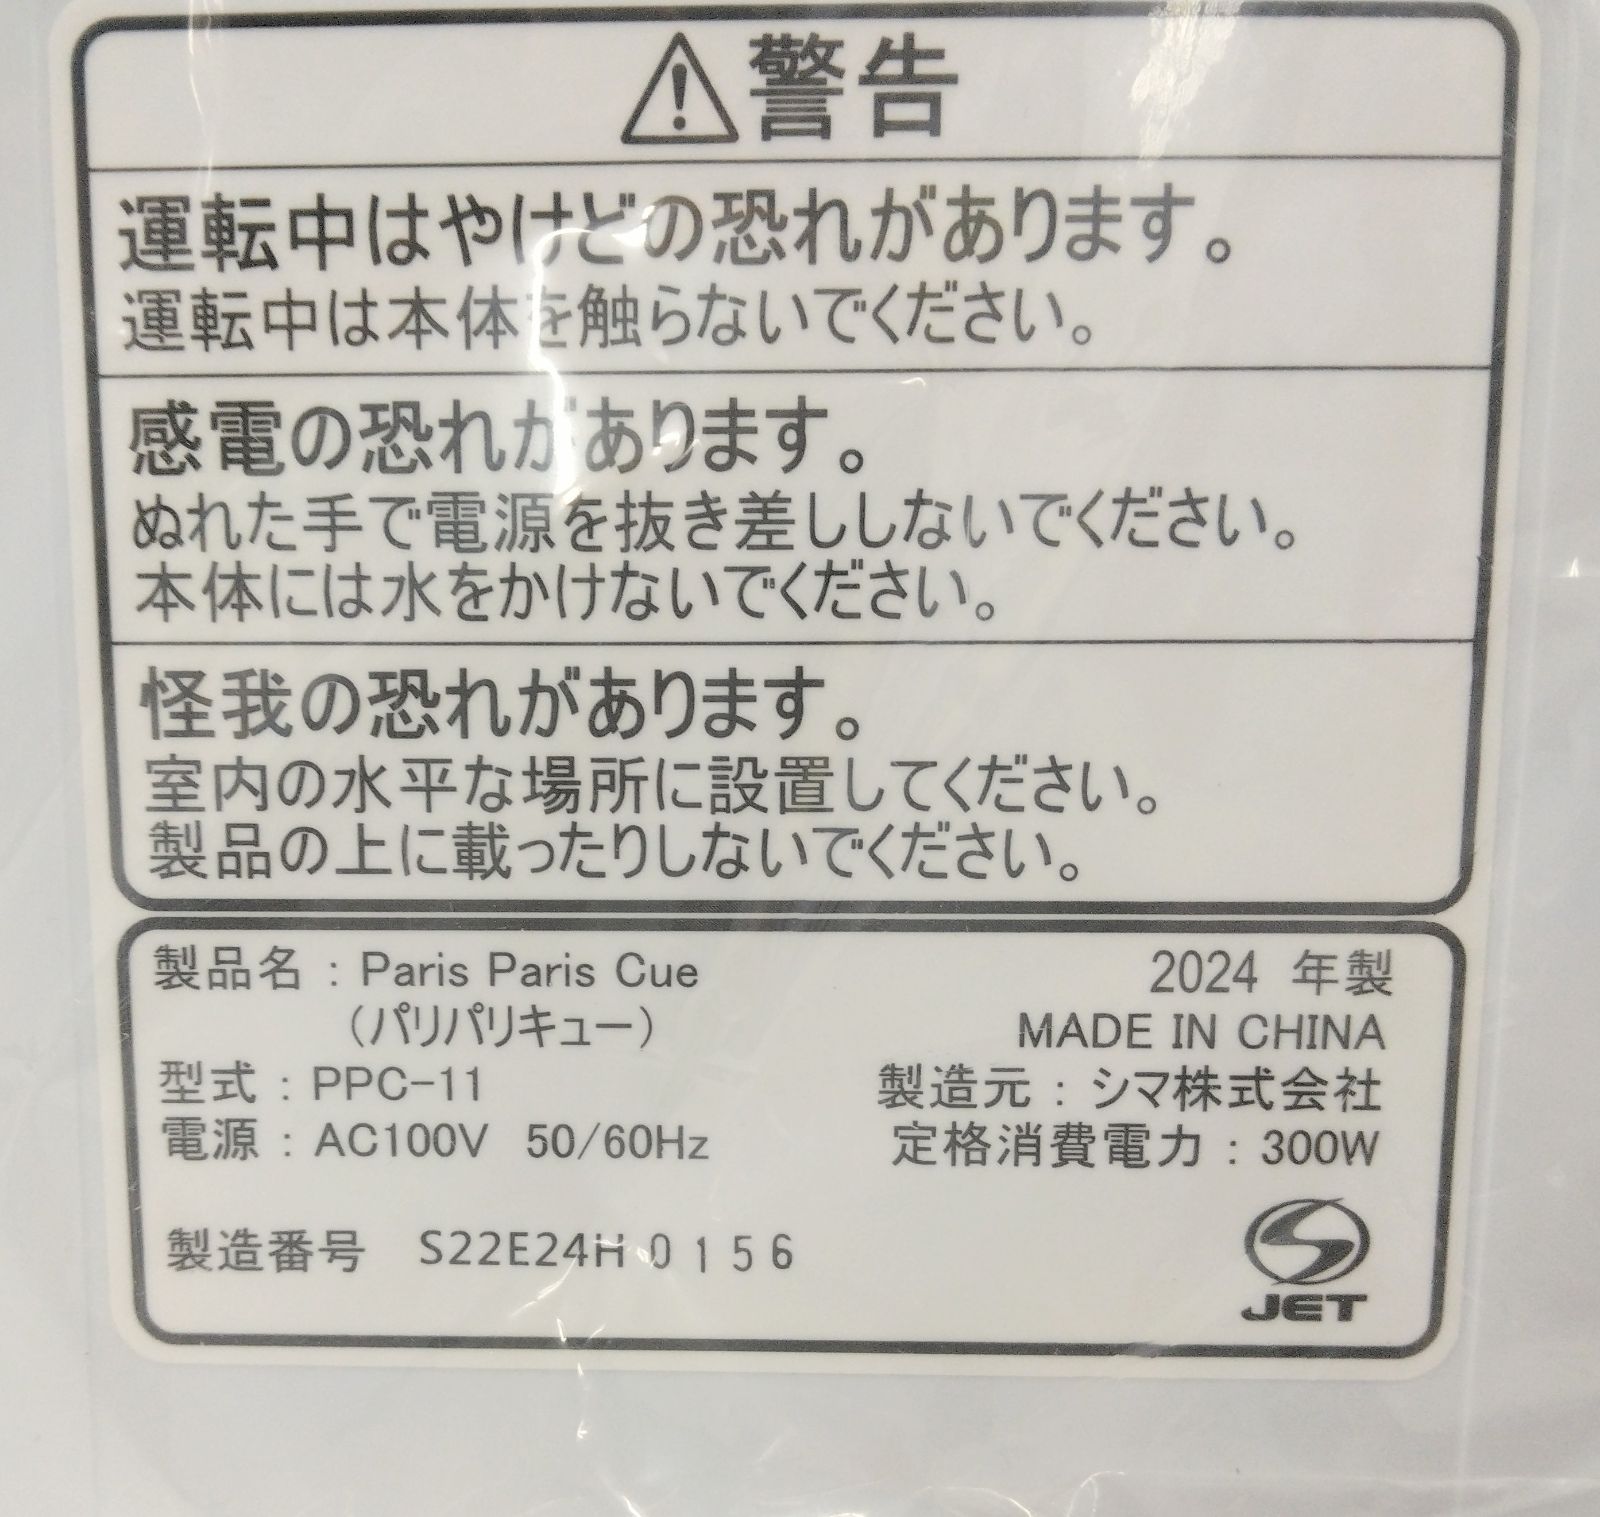 警告
運転中はやけどの恐れがあります。
運転中は本体を触らないでください。
感電の恐れがあります。
ぬれた手で電源を抜き差ししないでください。
本体には水をかけないでください。
怪我の恐れがあります。
室内の水平な場所に設置してください。
製品の上に載ったりしないでください。
製品名：Paris Paris Cue
（パリパリキュー）
型式：PPC-11
電源：AC100V 50/60Hz
2024 年製
MADE IN CHINA
製造元：シマ株式会社
定格消費電力：300W
製造番号 S22E24H 0156
JET